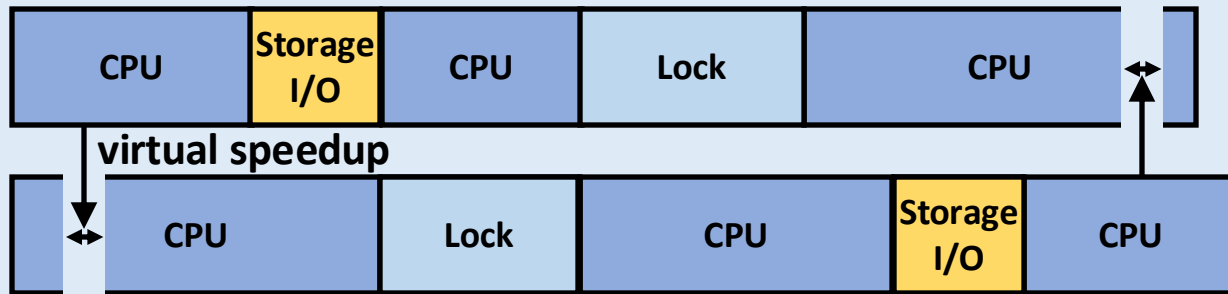 CPU
Storage
I/O
CPU
Lock
CPU
virtual speedup
CPU
Lock
CPU
Storage
I/O
CPU